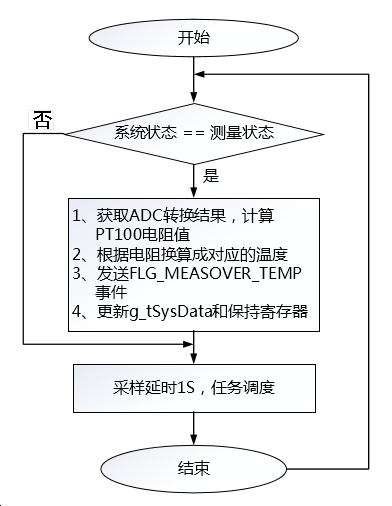 开始
系统状态 == 测量状态
否
是
1、获取ADC转换结果，计算
PT100电阻值
2、根据电阻换算成对应的温度
3、发送FLG_MEASOVER_TEMP
事件
4、更新g_tSysData和保持寄存器
采样延时1S，任务调度
结束